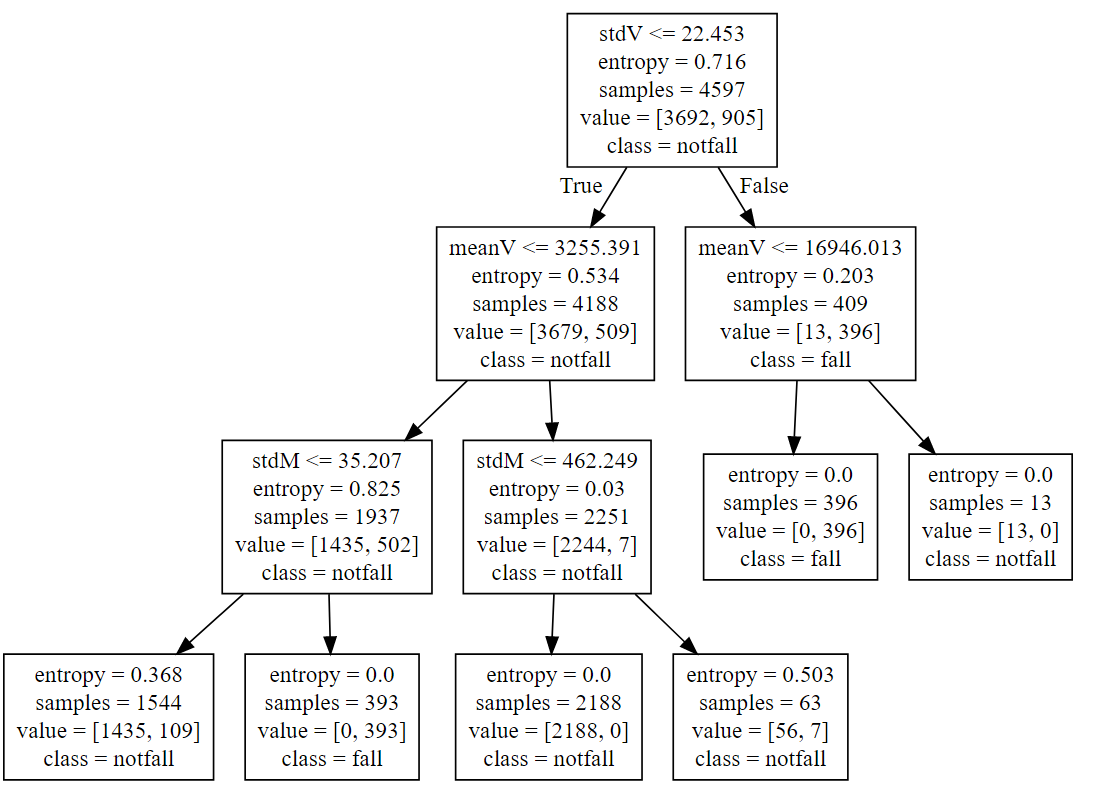 stdV <= 22.453
entropy = 0.716
samples = 4597
value = [3692, 905]
class = notfall
True
False
meanV <= 3255.391
entropy = 0.534
samples = 4188
value = [3679, 509]
class = notfall
meanV <= 16946.013
entropy = 0.203
samples = 409
value = [13, 396]
class = fall
stdM <= 35.207
entropy = 0.825
samples = 1937
value = [1435, 502]
class = notfall
stdM <= 462.249
entropy = 0.03
samples = 2251
value = [2244, 7]
class = notfall
entropy = 0.0
samples = 396
value = [0, 396]
class = fall
entropy = 0.0
samples = 13
value = [13, 0]
class = notfall
entropy = 0.368
samples = 1544
value = [1435, 109]
class = notfall
entropy = 0.0
samples = 393
value = [0, 393]
class = fall
entropy = 0.0
samples = 2188
value = [2188, 0]
class = notfall
entropy = 0.503
samples = 63
value = [56, 7]
class = notfall